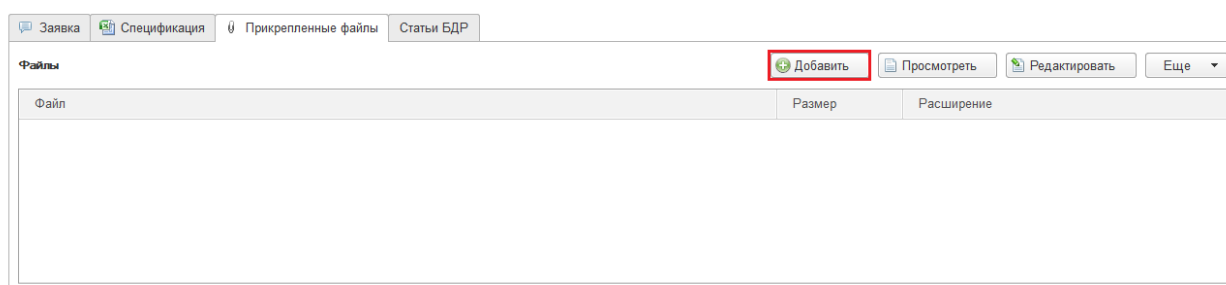 Заявка Спецификация Прикрепленные файлы Статьи БДР
Файлы Добавить Просмотреть Редактировать Еще
Файл Размер Расширение